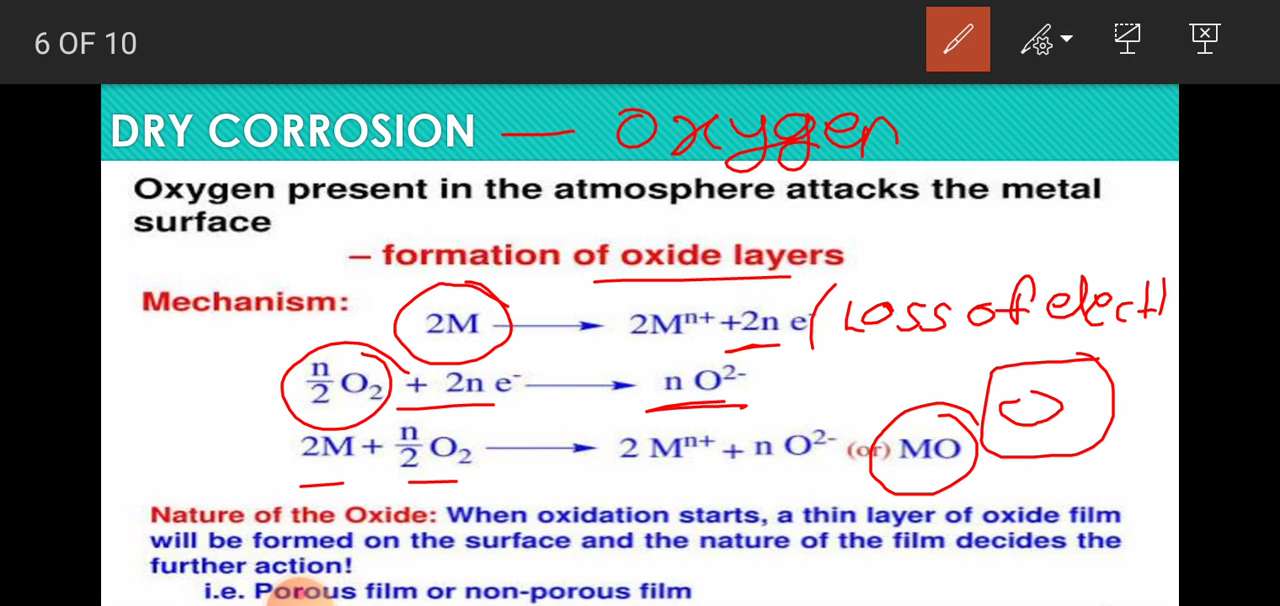 6 OF 10
DRY CORROSION — oxygen
Oxygen present in the atmosphere attacks the metal
surface
– formation of oxide layers
Mechanism:
2M ⟶ 2Mⁿ⁺ +2n e (Loss of elect
n/2 O₂ + 2n e⁻ ⟶ n O²⁻
2M + n/2 O₂ ⟶ 2 Mⁿ⁺ + n O²⁻ (or) MO
Nature of the Oxide: When oxidation starts, a thin layer of oxide film
will be formed on the surface and the nature of the film decides the
further action!
i.e. Porous film or non-porous film